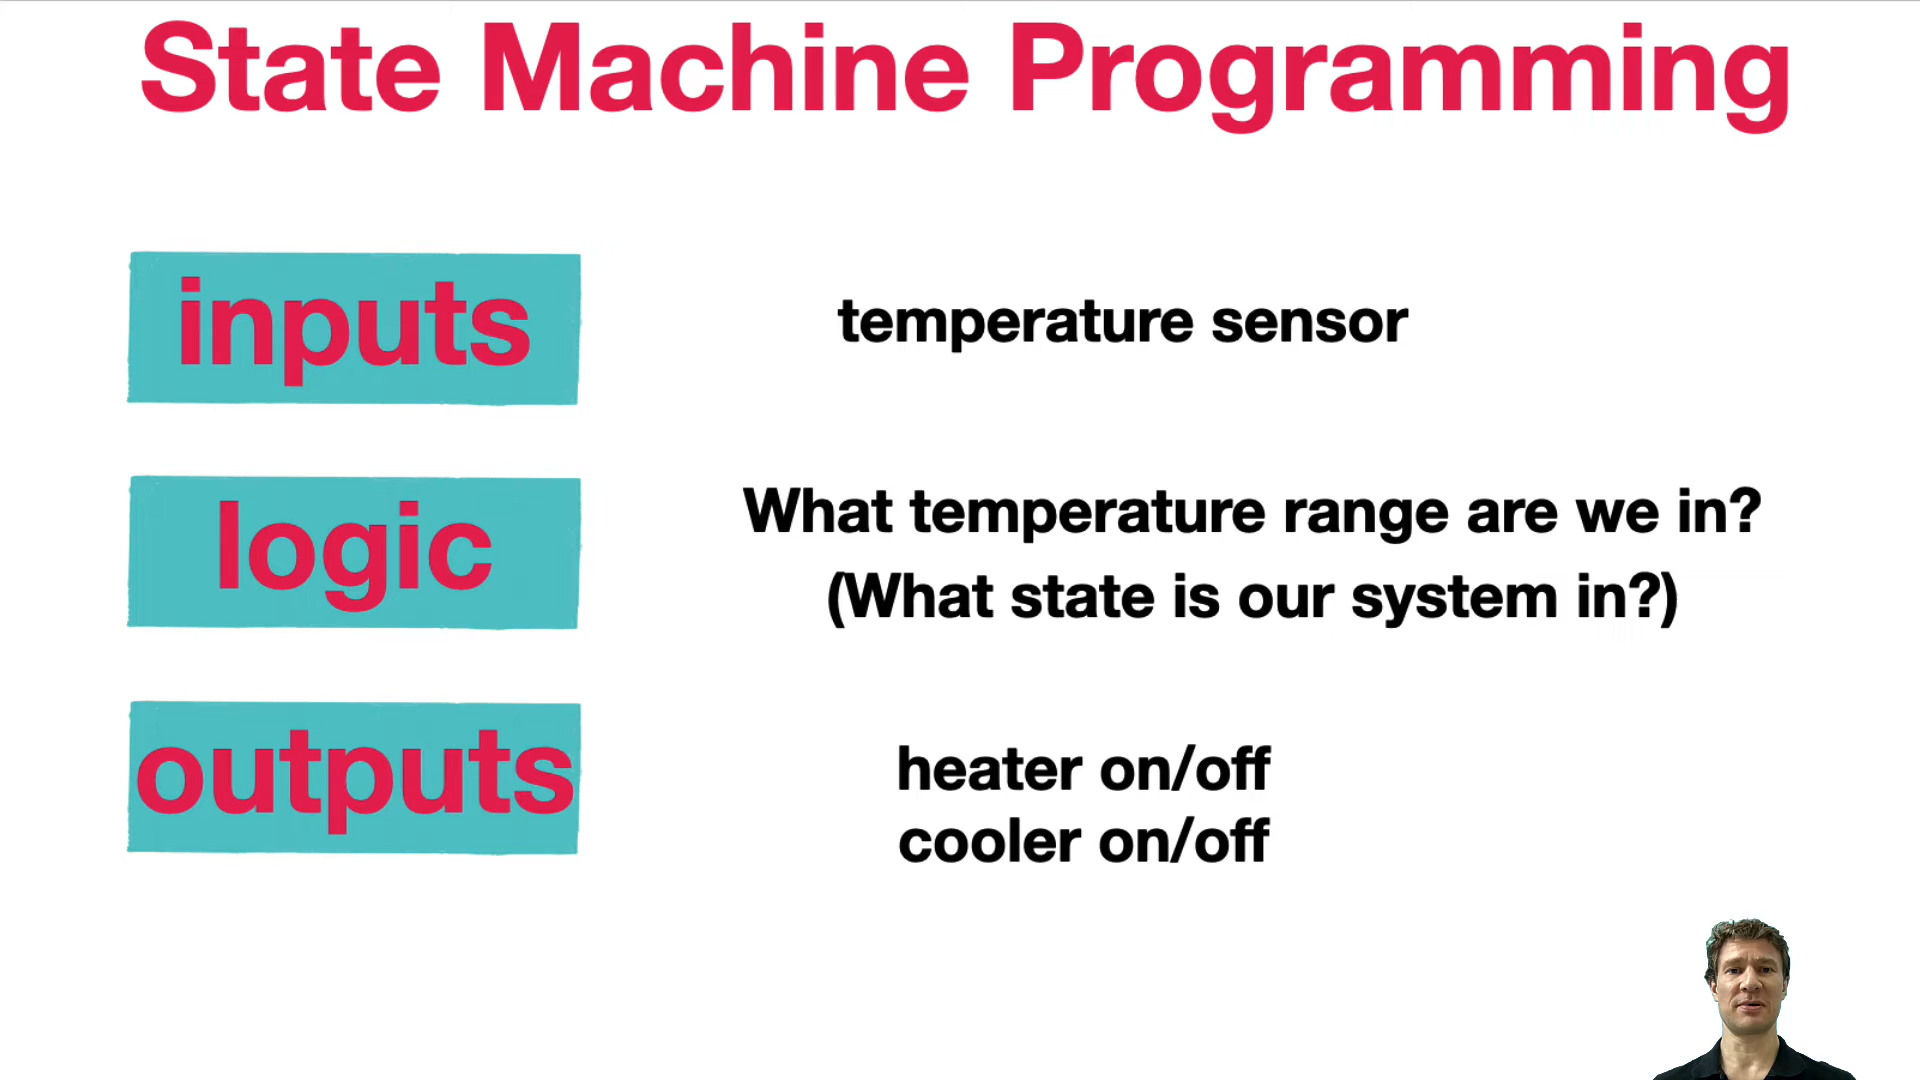 State Machine Programming
inputs
temperature sensor
logic
What temperature range are we in?
(What state is our system in?)
outputs
heater on/off
cooler on/off